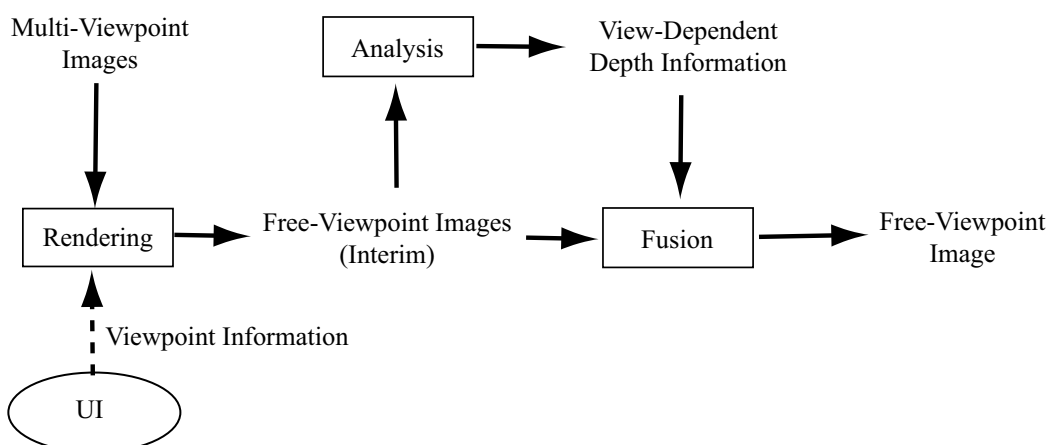 Multi-Viewpoint
Images
Analysis
View-Dependent
Depth Information
Rendering
Free-Viewpoint Images
(Interim)
Fusion
Free-Viewpoint
Image
Viewpoint Information
UI